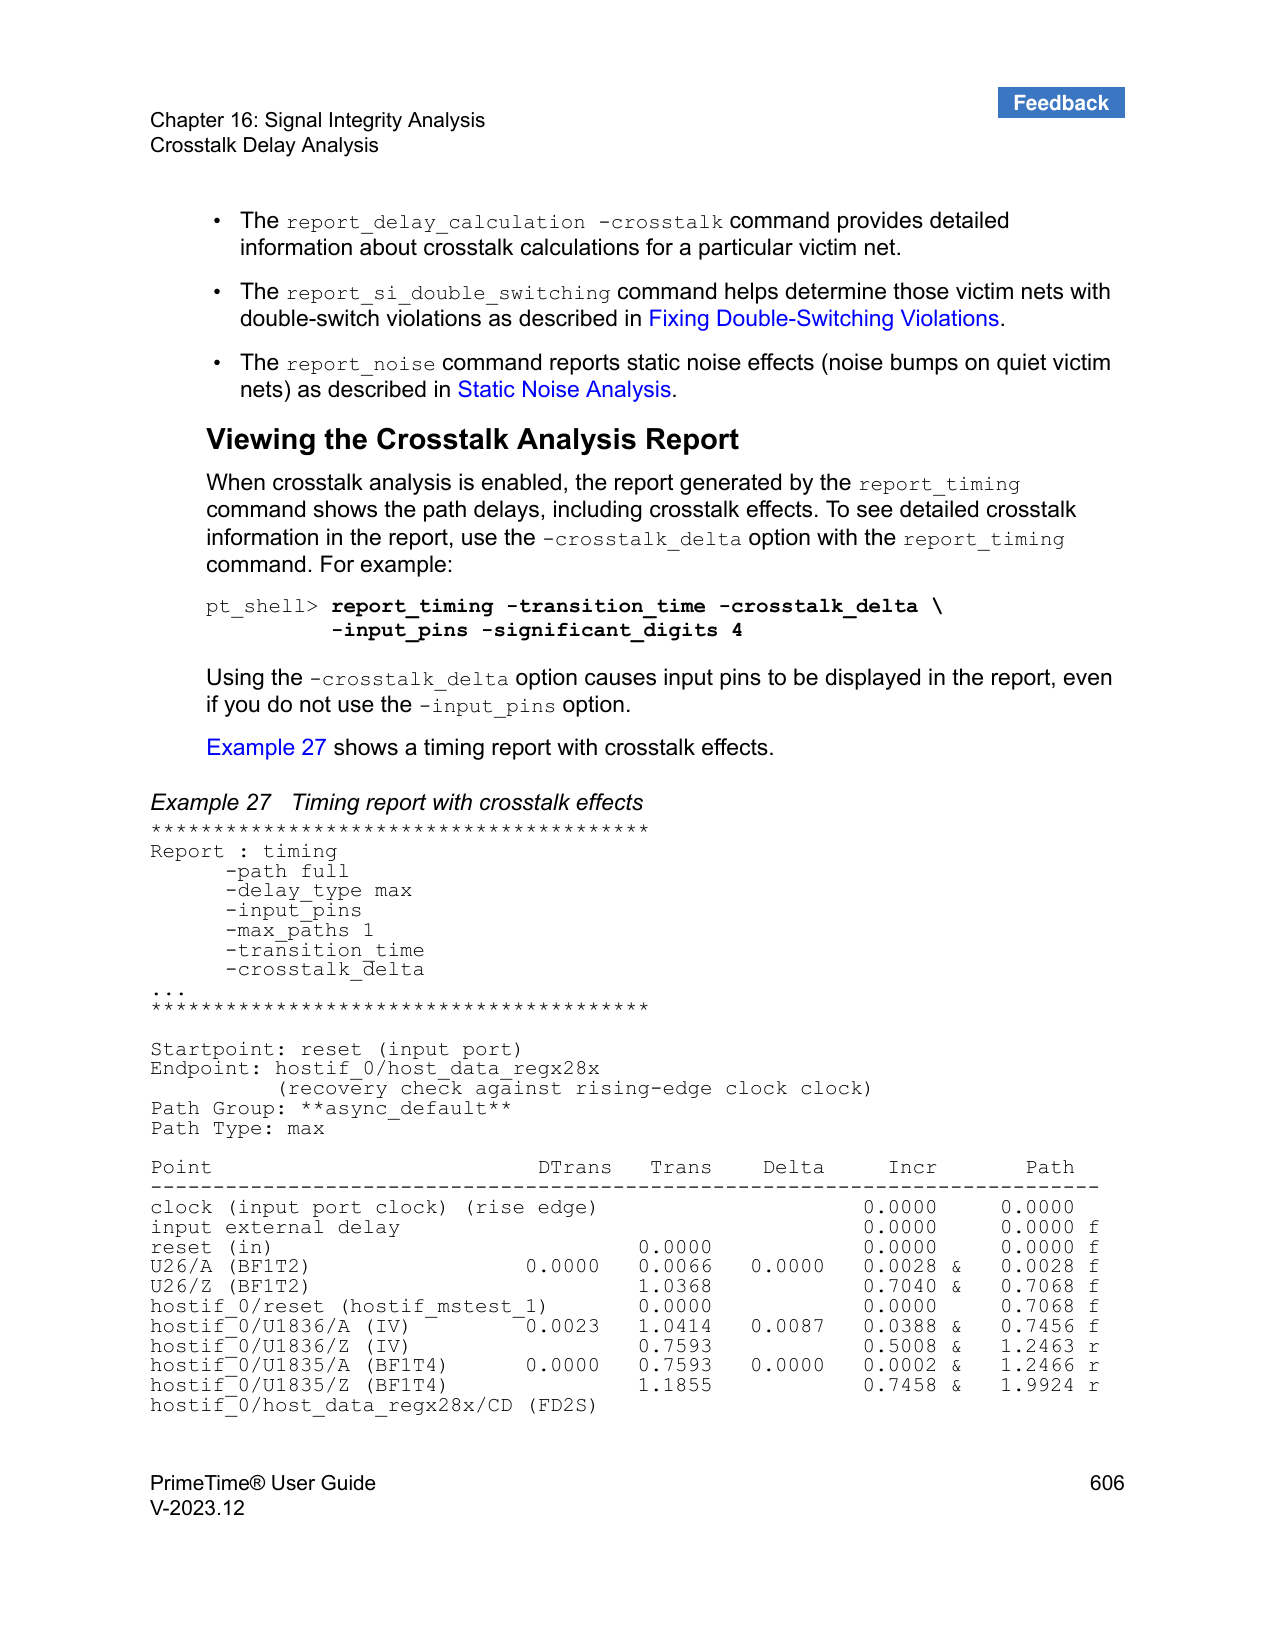 Feedback
Chapter 16: Signal Integrity Analysis
Crosstalk Delay Analysis
• The report_delay_calculation -crosstalk command provides detailed
information about crosstalk calculations for a particular victim net.
• The report_si_double_switching command helps determine those victim nets with
double-switch violations as described in Fixing Double-Switching Violations.
• The report_noise command reports static noise effects (noise bumps on quiet victim
nets) as described in Static Noise Analysis.
Viewing the Crosstalk Analysis Report
When crosstalk analysis is enabled, the report generated by the report_timing
command shows the path delays, including crosstalk effects. To see detailed crosstalk
information in the report, use the -crosstalk_delta option with the report_timing
command. For example:
pt_shell> report_timing -transition_time -crosstalk_delta \
-input_pins -significant_digits 4
Using the -crosstalk_delta option causes input pins to be displayed in the report, even
if you do not use the -input_pins option.
Example 27 shows a timing report with crosstalk effects.
Example 27 Timing report with crosstalk effects
****************************************
Report : timing
-path full
-delay_type max
-input_pins
-max_paths 1
-transition_time
-crosstalk_delta
...
****************************************
Startpoint: reset (input port)
Endpoint: hostif_0/host_data_regx28x
(recovery check against rising-edge clock clock)
Path Group: **async_default**
Path Type: max
Point DTrans Trans Delta Incr Path
----------------------------------------------------------------------------
clock (input port clock) (rise edge) 0.0000 0.0000
input external delay 0.0000 0.0000 f
reset (in) 0.0000 0.0000 0.0000 f
U26/A (BF1T2) 0.0000 0.0066 0.0000 0.0028 & 0.0028 f
U26/Z (BF1T2) 1.0368 0.7040 & 0.7068 f
hostif_0/reset (hostif_mstest_1) 0.0000 0.0000 0.7068 f
hostif_0/U1836/A (IV) 0.0023 1.0414 0.0087 0.0388 & 0.7456 f
hostif_0/U1836/Z (IV) 0.7593 0.5008 & 1.2463 r
hostif_0/U1835/A (BF1T4) 0.0000 0.7593 0.0000 0.0002 & 1.2466 r
hostif_0/U1835/Z (BF1T4) 1.1855 0.7458 & 1.9924 r
hostif_0/host_data_regx28x/CD (FD2S)
PrimeTime® User Guide 606
V-2023.12